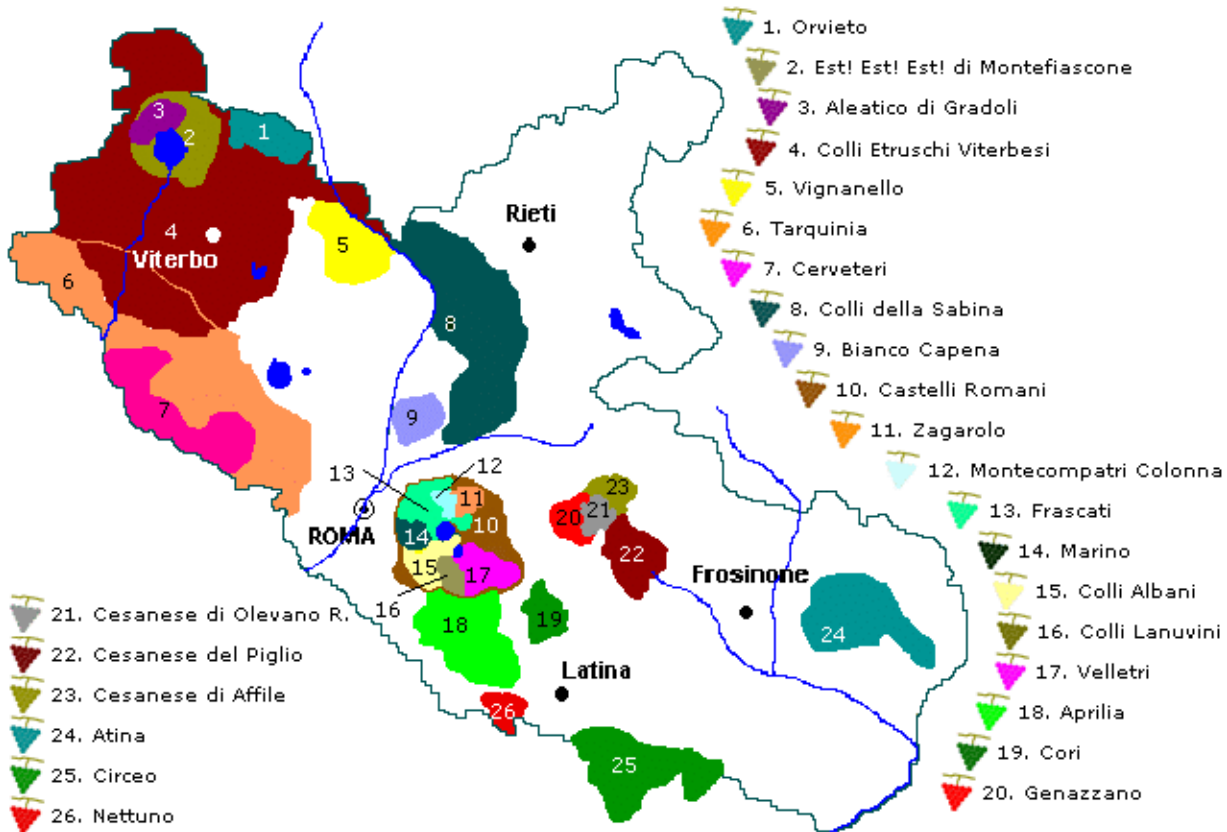 1. Orvieto
2. Est! Est! Est! di Montefiascone
3. Aleatico di Gradoli
4. Colli Etruschi Viterbesi
5. Vignanello
6. Tarquinia
7. Cerveteri
8. Colli della Sabina
9. Bianco Capena
10. Castelli Romani
11. Zagarolo
12. Montecompatri Colonna
13. Frascati
14. Marino
15. Colli Albani
16. Colli Lanuvini
17. Velletri
18. Aprilia
19. Cori
20. Genazzano
21. Cesanese di Olevano R.
22. Cesanese del Piglio
23. Cesanese di Affile
24. Atina
25. Circeo
26. Nettuno
3
2
1
4
Viterbo
5
Rieti
6
8
7
9
13
12
11
10
ROMA
14
15
16
17
18
19
20
21
23
22
Frosinone
24
Latina
26
25